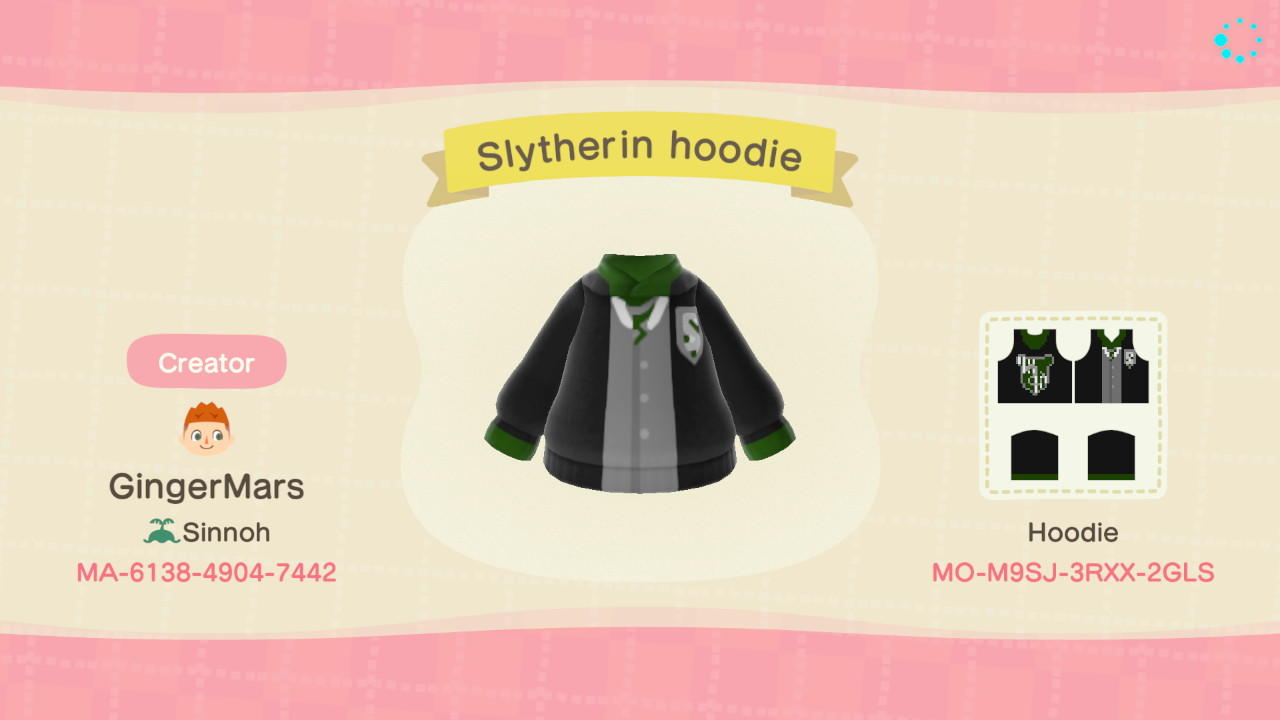 Slytherin hoodie
S
Creator
GingerMars
Sinnoh
MA-6138-4904-7442
Hoodie
MO-M9SJ-3RXX-2GLS